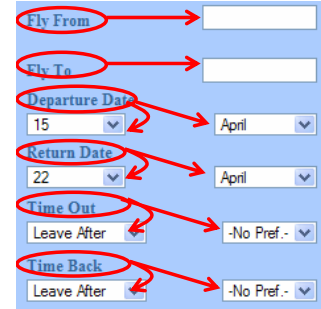 Fly From
Fly To
Departure Date
15 April
Return Date
22 April
Time Out
Leave After -No Pref.-
Time Back
Leave After -No Pref.-